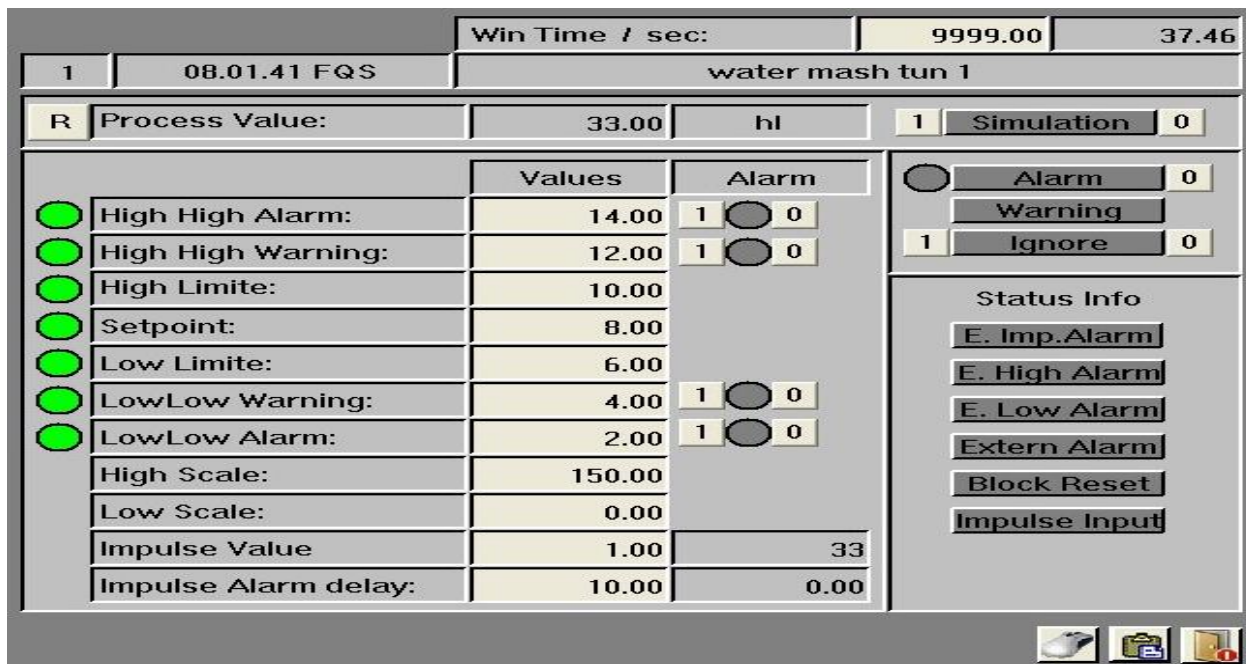 Win Time / sec: 9999.00 37.46
1 08.01.41 FQS water mash tun 1
R Process Value: 33.00 hl 1 Simulation 0
Values Alarm Alarm 0
High High Alarm: 14.00 1 0 Warning
High High Warning: 12.00 1 0 1 Ignore 0
High Limite: 10.00 Status Info
Setpoint: 8.00 E. Imp.Alarm
Low Limite: 6.00 E. High Alarm
LowLow Warning: 4.00 1 0 E. Low Alarm
LowLow Alarm: 2.00 1 0 Extern Alarm
High Scale: 150.00 Block Reset
Low Scale: 0.00 Impulse Input
Impulse Value 1.00 33
Impulse Alarm delay: 10.00 0.00